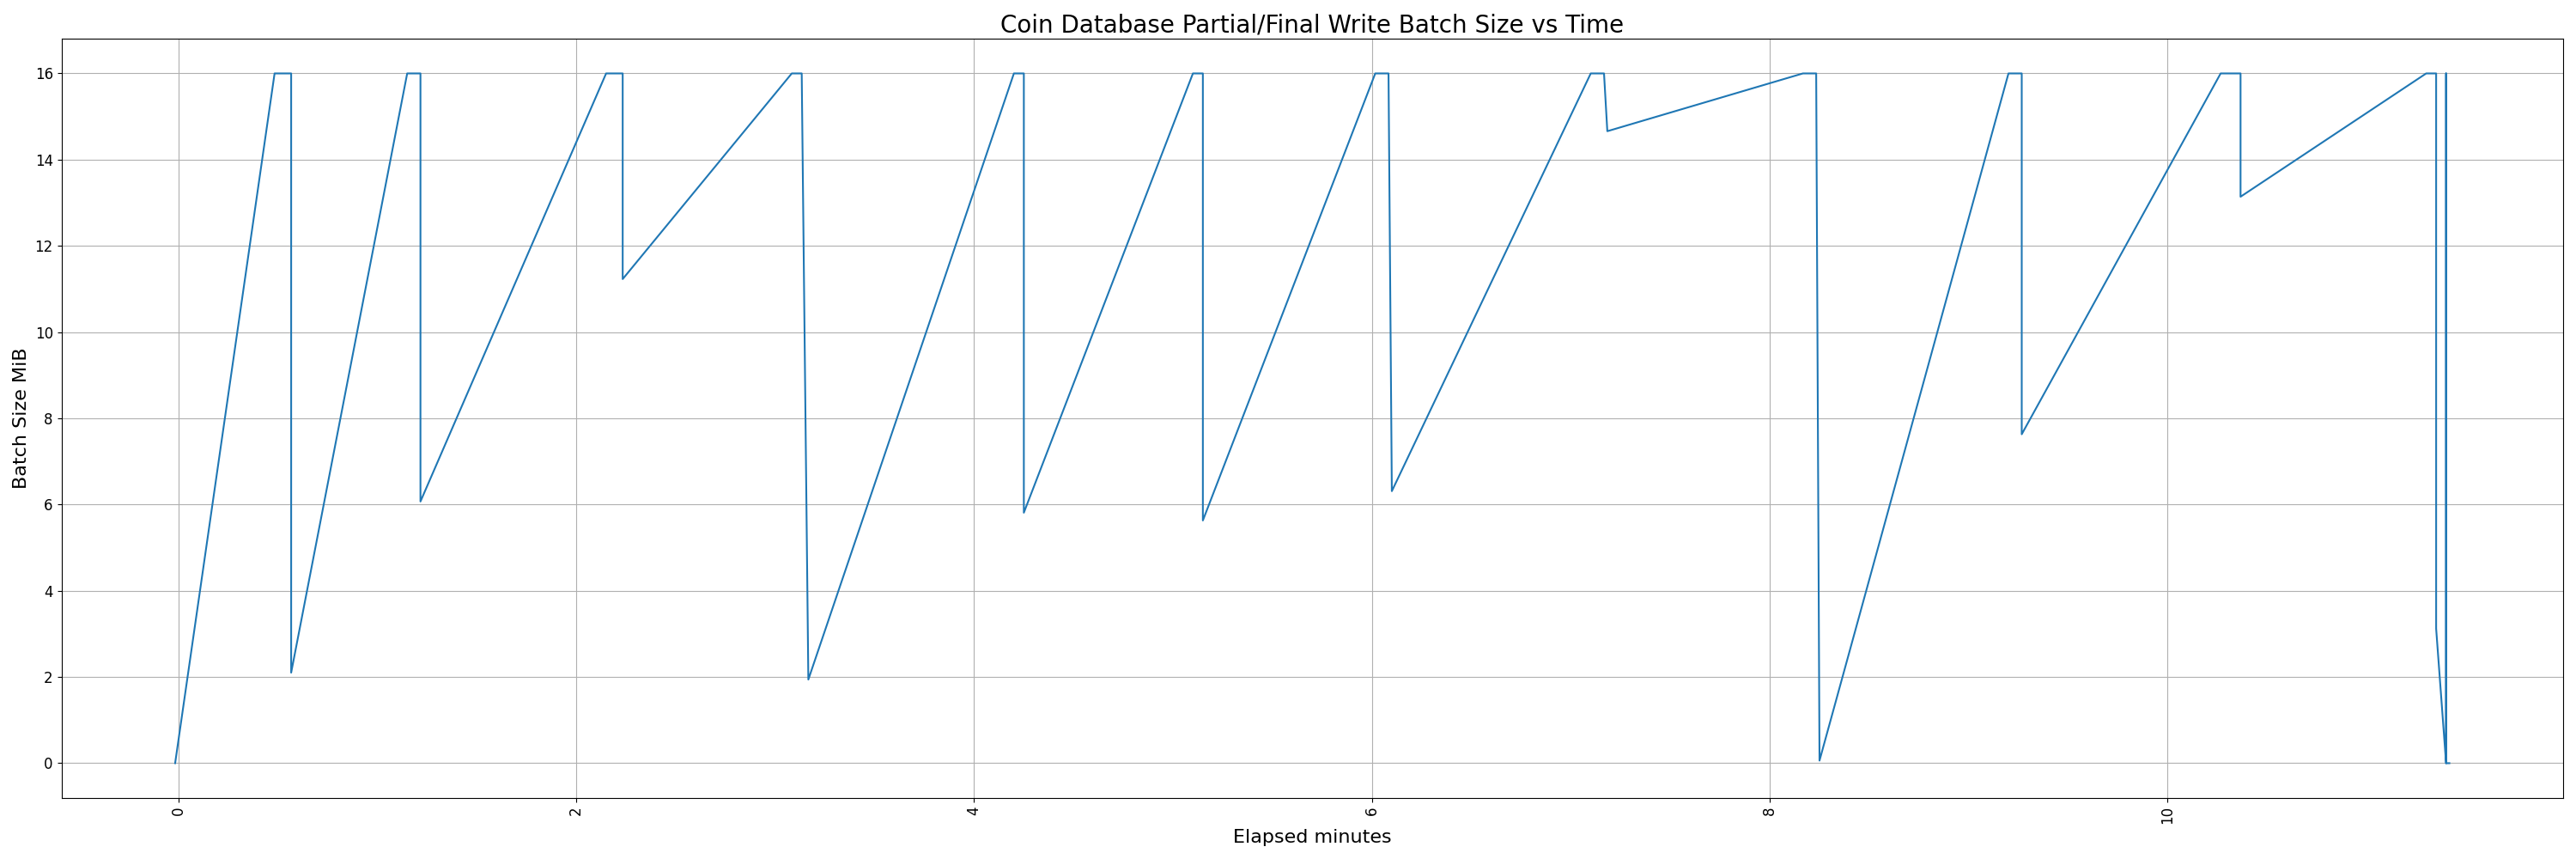 Coin Database Partial/Final Write Batch Size vs Time
Batch Size MiB
16
14
12
10
8
6
4
2
0
0 2 4 6 8 10
Elapsed minutes